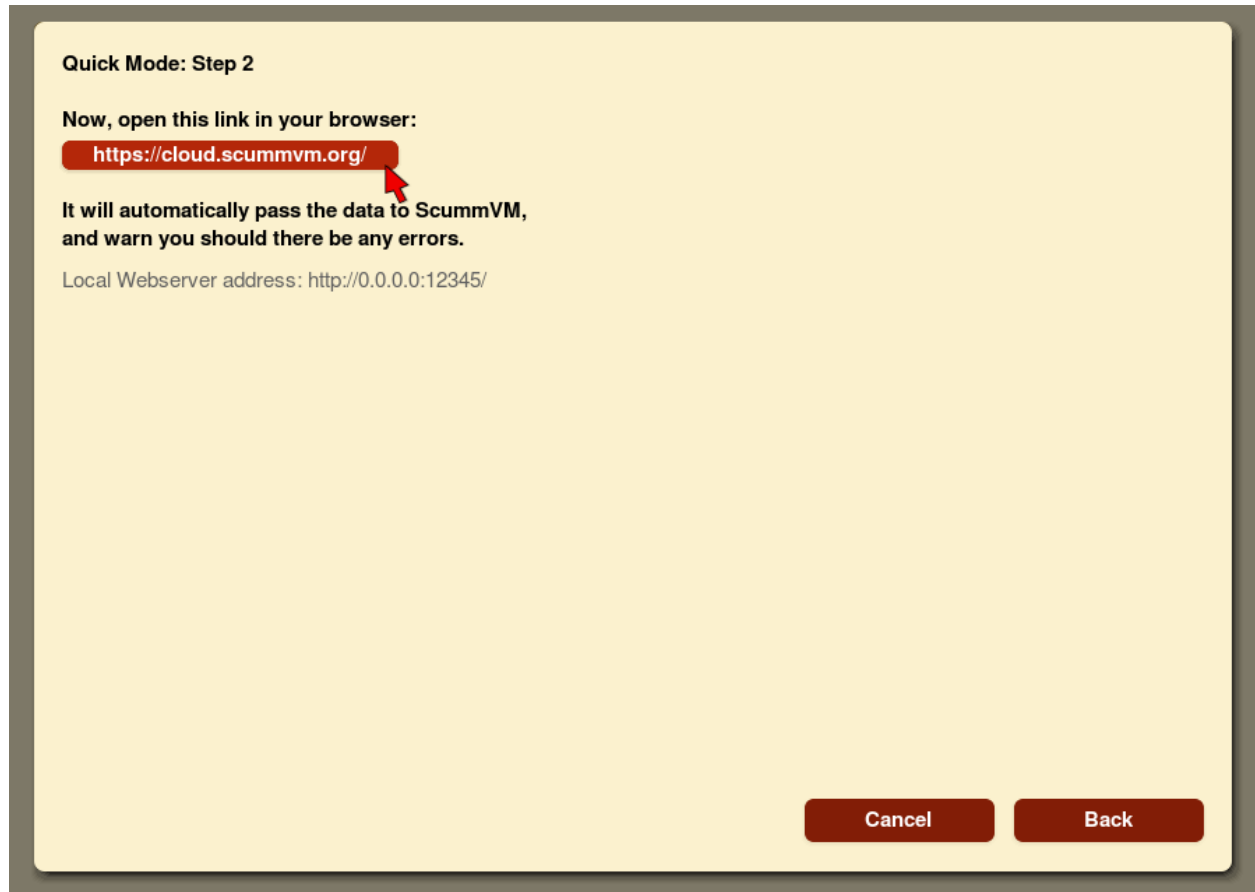 Quick Mode: Step 2
Now, open this link in your browser:
https://cloud.scummvm.org/
It will automatically pass the data to ScummVM,
and warn you should there be any errors.
Local Webserver address: http://0.0.0.0:12345/
Cancel
Back